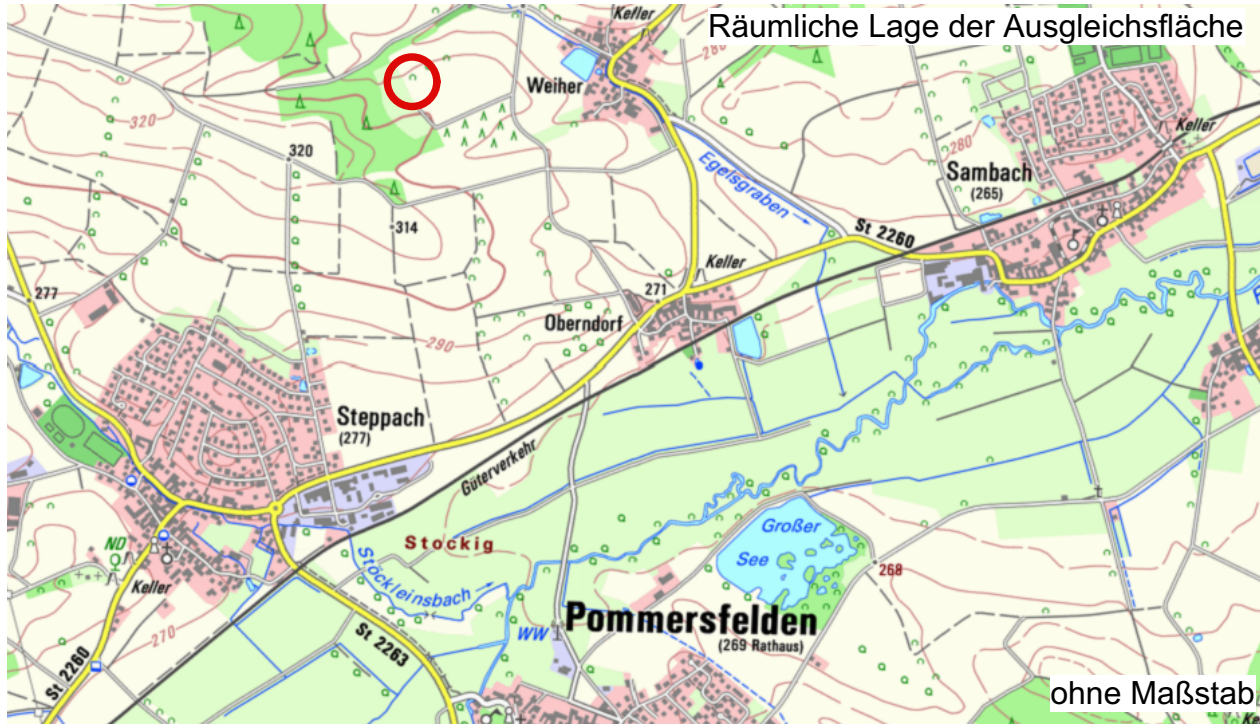 Räumliche Lage der Ausgleichsfläche
Keller
280
Weiher
320
320
Egelsgraben
280
Keller
Sambach
(265)
314
St 2260
Keller
277
271
Oberndorf
290
Steppach
(277)
Güterverkehr
Großer
See
Stockig
268
ND
Stöckleinsbach
Keller
Pommersfelden
(269 Rathaus)
WW
270
St 2263
St 2260
ohne Maßstab